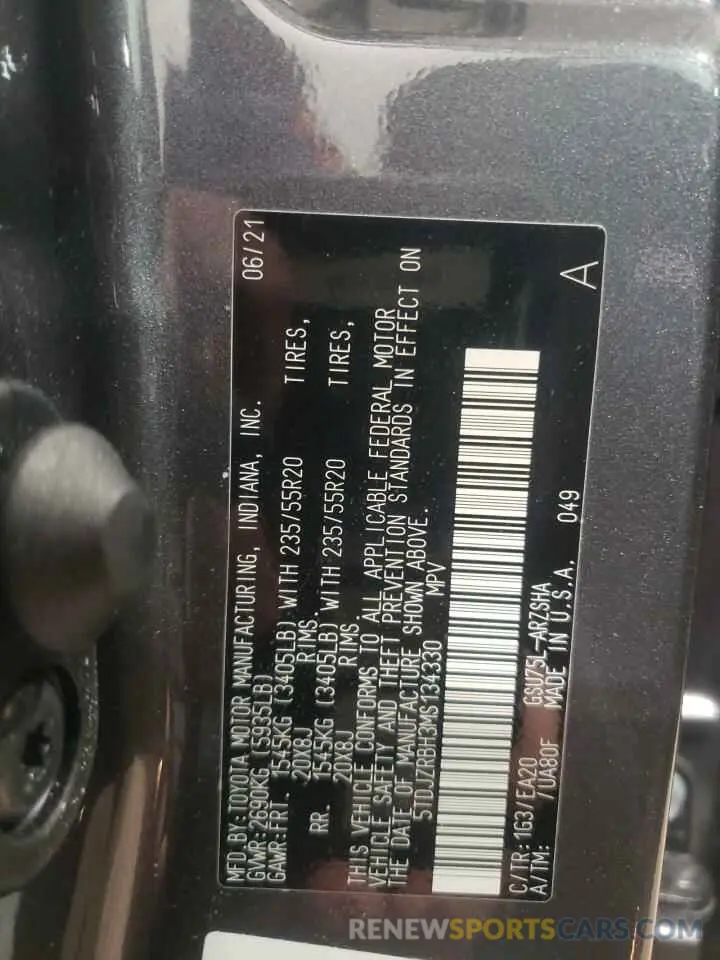 MFD.BY:TOYOTA MOTOR MANUFACTURING, INDIANA, INC. 06/21
GVWR:2690KG (5935LB)
GAWR:FRT. 1545KG (3405LB) WITH 235/55R20 TIRES,
20X8J RIMS.
RR. 1545KG (3405LB) WITH 235/55R20 TIRES,
20X8J RIMS.
THIS VEHICLE CONFORMS TO ALL APPLICABLE FEDERAL MOTOR
VEHICLE SAFETY AND THEFT PREVENTION STANDARDS IN EFFECT ON
THE DATE OF MANUFACTURE SHOWN ABOVE.
5TDJZRBH3MS134330 MPV
C/TR:1G3/EA20 GSU75L-ARZSHA 049
A/TM: /UA80F MADE IN U.S.A. A
RENEWSPORTSCARS.COM